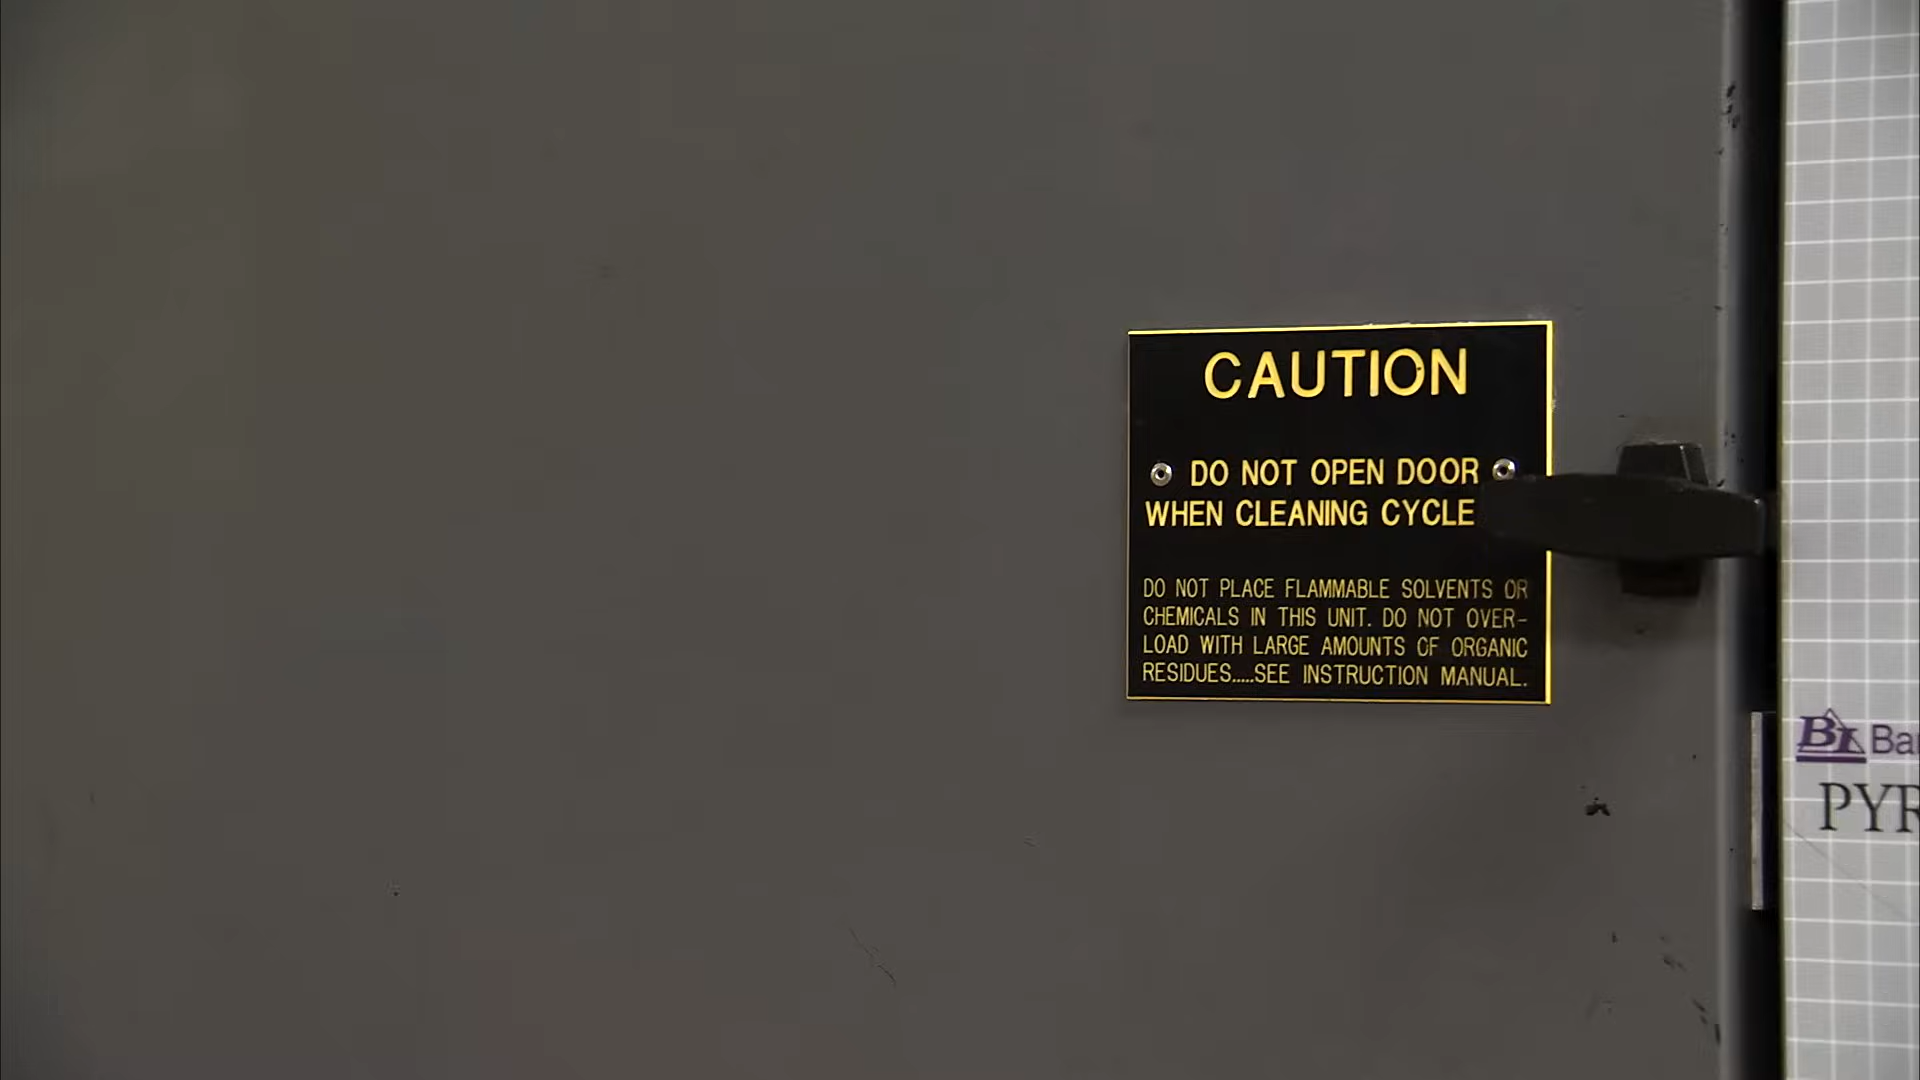 CAUTION
DO NOT OPEN DOOR
WHEN CLEANING CYCLE
DO NOT PLACE FLAMMABLE SOLVENTS OR
CHEMICALS IN THIS UNIT. DO NOT OVER-
LOAD WITH LARGE AMOUNTS OF ORGANIC
RESIDUES.....SEE INSTRUCTION MANUAL.
BI